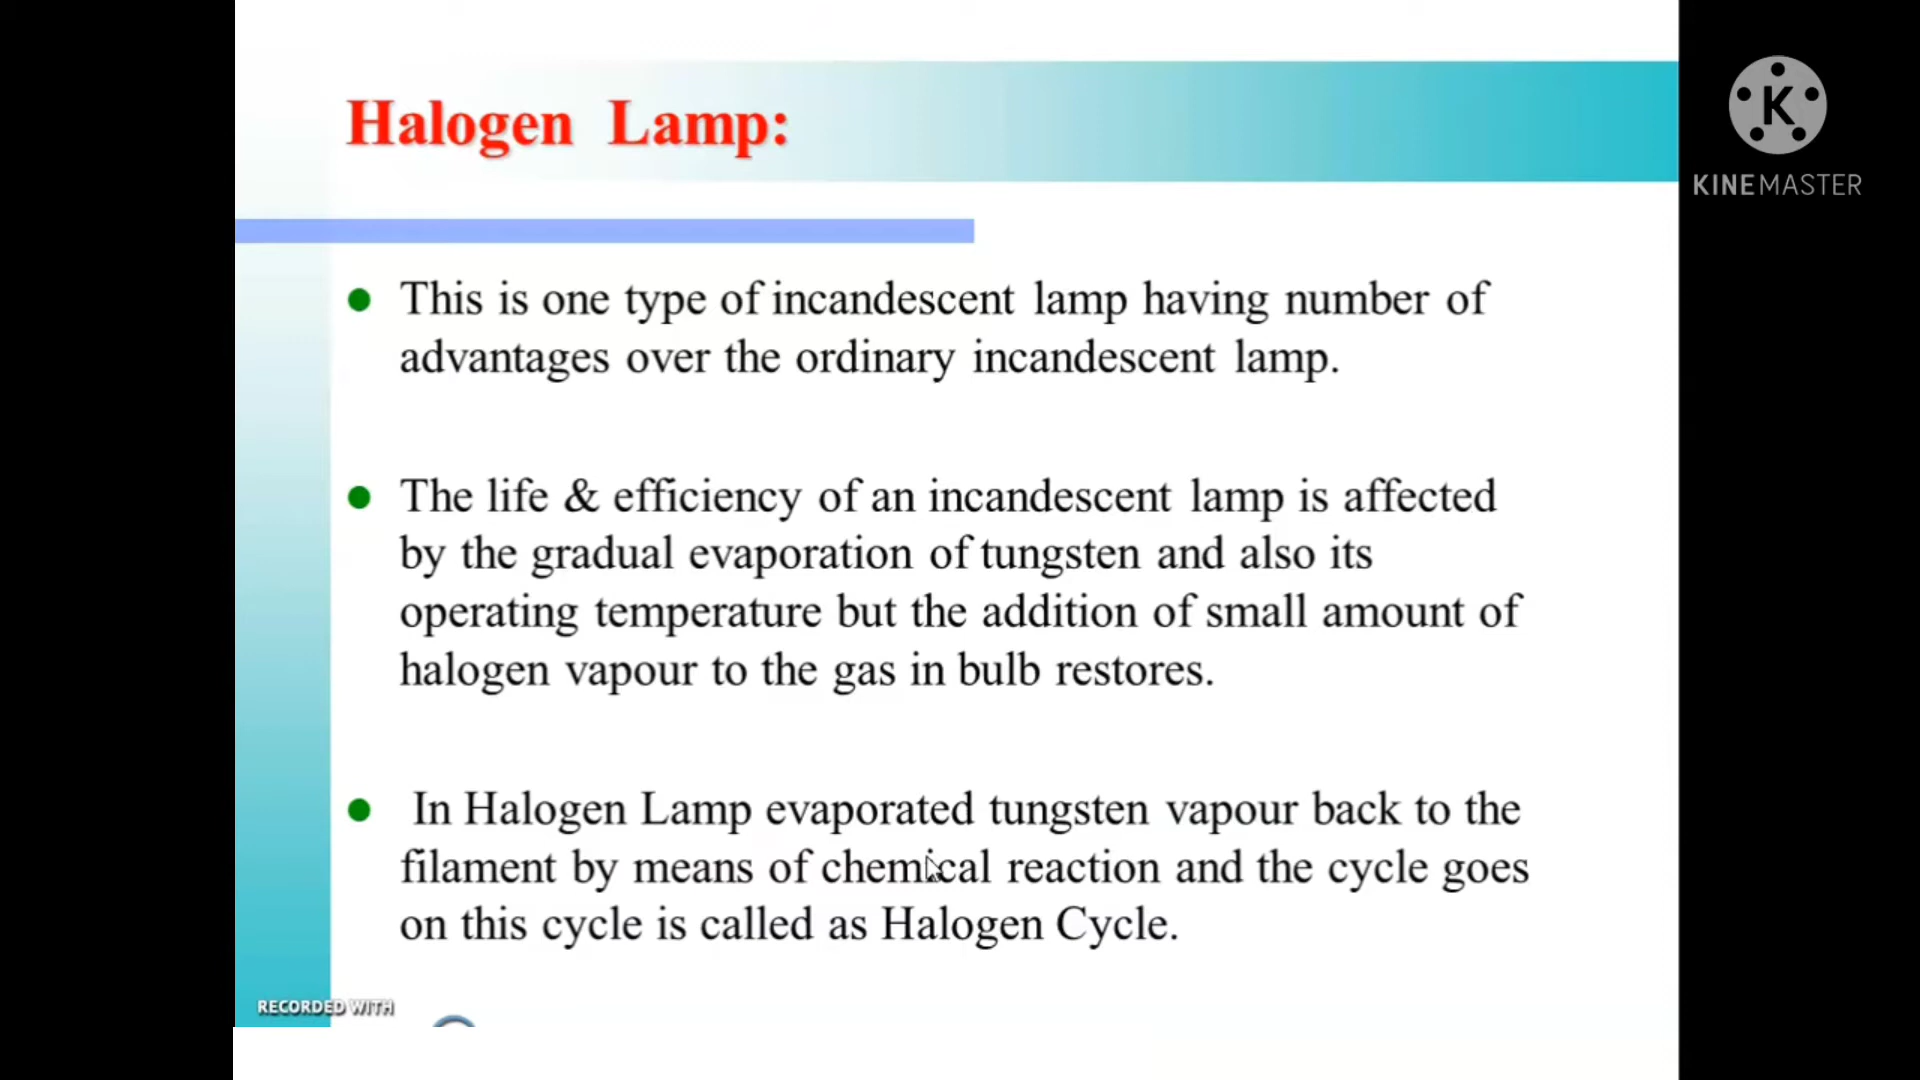 Halogen Lamp:
KINEMASTER
This is one type of incandescent lamp having number of
advantages over the ordinary incandescent lamp.
The life & efficiency of an incandescent lamp is affected
by the gradual evaporation of tungsten and also its
operating temperature but the addition of small amount of
halogen vapour to the gas in bulb restores.
In Halogen Lamp evaporated tungsten vapour back to the
filament by means of chemical reaction and the cycle goes
on this cycle is called as Halogen Cycle.
RECORDED WITH